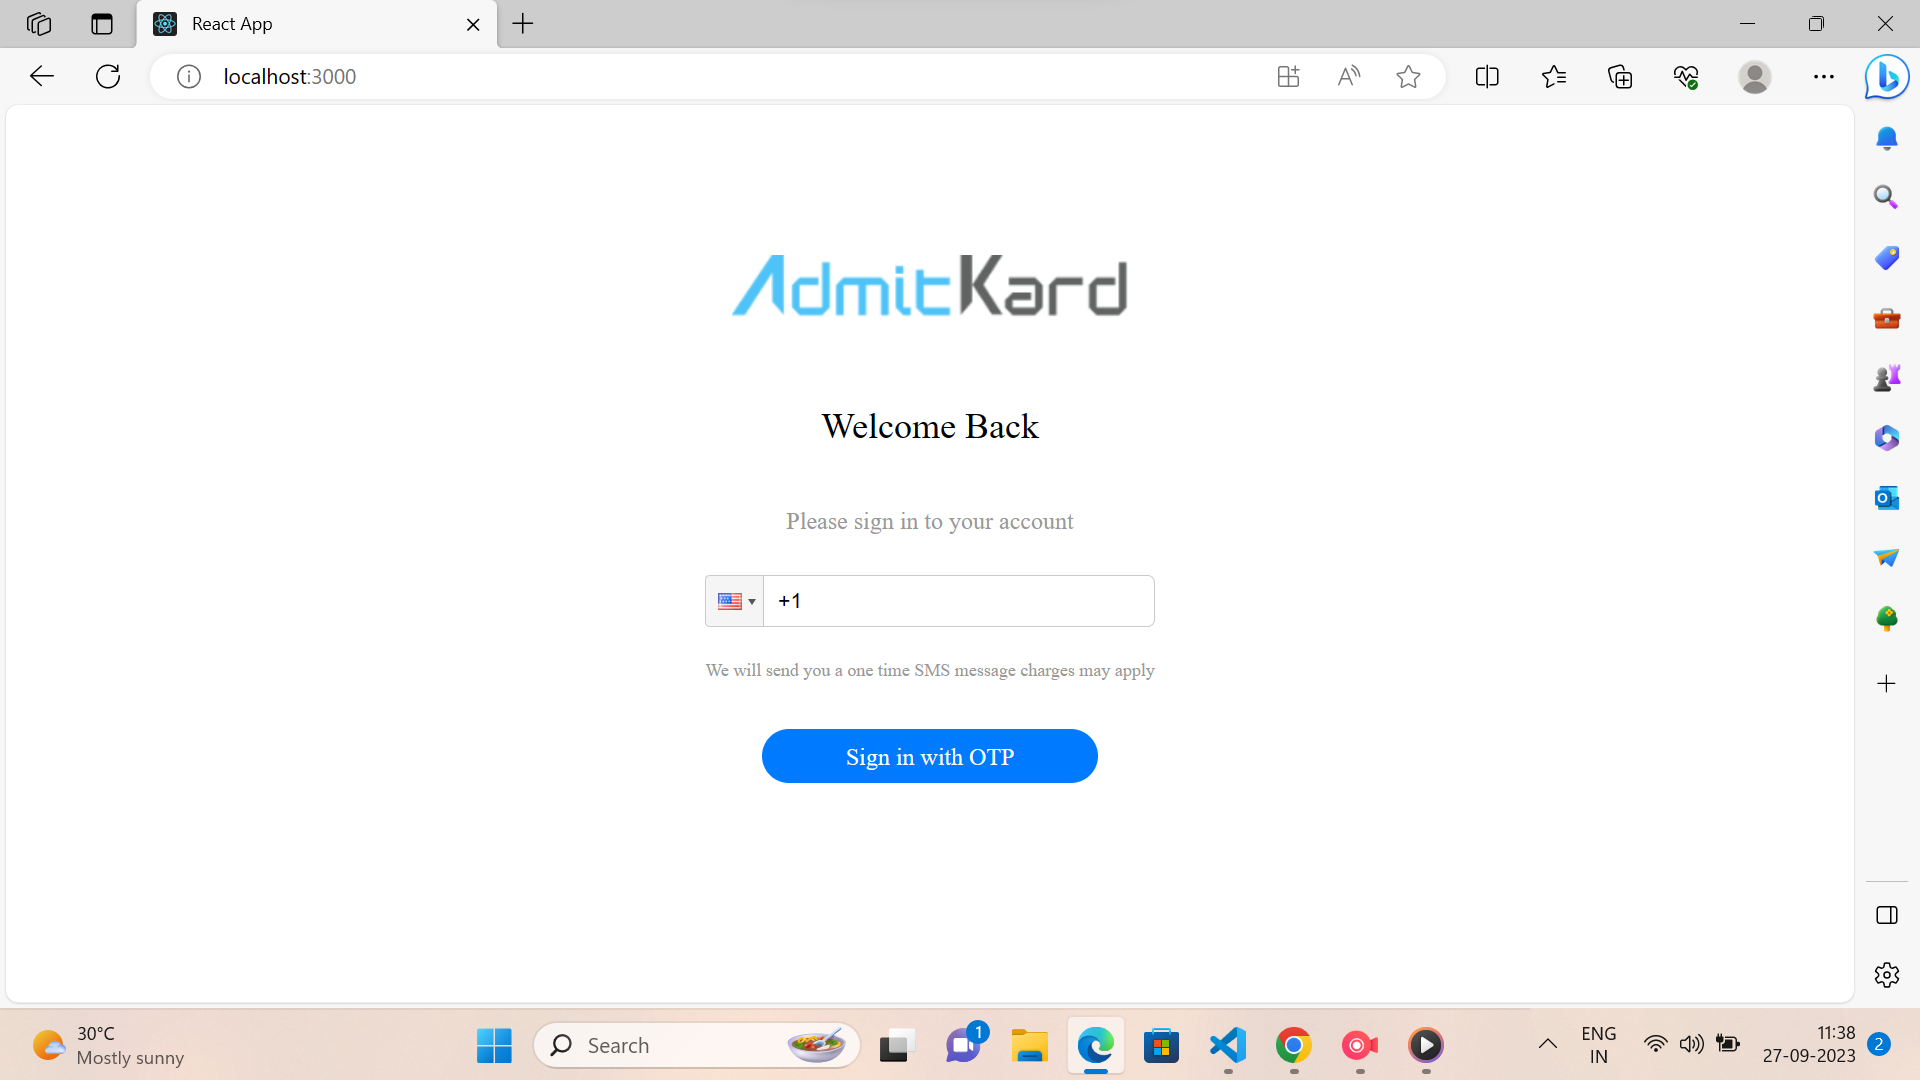 React App
localhost:3000
AdmitKard
Welcome Back
Please sign in to your account
+1
We will send you a one time SMS message charges may apply
Sign in with OTP
30°C
Mostly sunny
Search
1
ENG
IN
11:38
27-09-2023
2